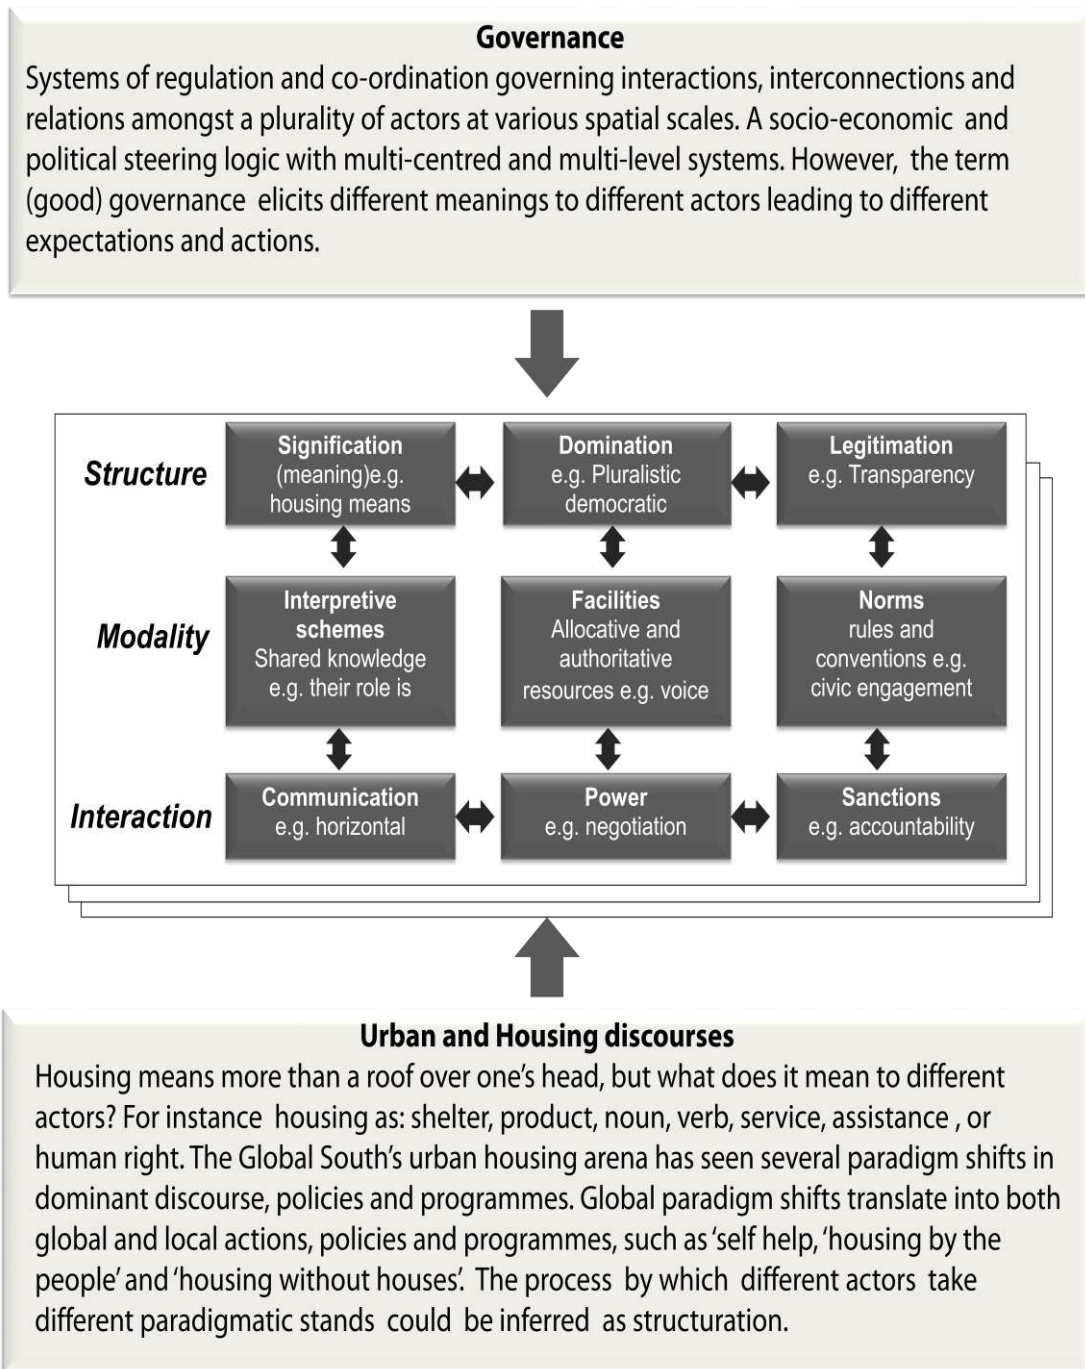 Governance
Systems of regulation and co-ordination governing interactions, interconnections and
relations amongst a plurality of actors at various spatial scales. A socio-economic and
political steering logic with multi-centred and multi-level systems. However, the term
(good) governance elicits different meanings to different actors leading to different
expectations and actions.
Structure
Signification
(meaning)e.g.
housing means
Domination
e.g. Pluralistic
democratic
Legitimation
e.g. Transparency
Modality
Interpretive
schemes
Shared knowledge
e.g. their role is
Facilities
Allocative and
authoritative
resources e.g. voice
Norms
rules and
conventions e.g.
civic engagement
Interaction
Communication
e.g. horizontal
Power
e.g. negotiation
Sanctions
e.g. accountability
Urban and Housing discourses
Housing means more than a roof over one’s head, but what does it mean to different
actors? For instance housing as: shelter, product, noun, verb, service, assistance , or
human right. The Global South’s urban housing arena has seen several paradigm shifts in
dominant discourse, policies and programmes. Global paradigm shifts translate into both
global and local actions, policies and programmes, such as ‘self help, ‘housing by the
people’ and ‘housing without houses’. The process by which different actors take
different paradigmatic stands could be inferred as structuration.